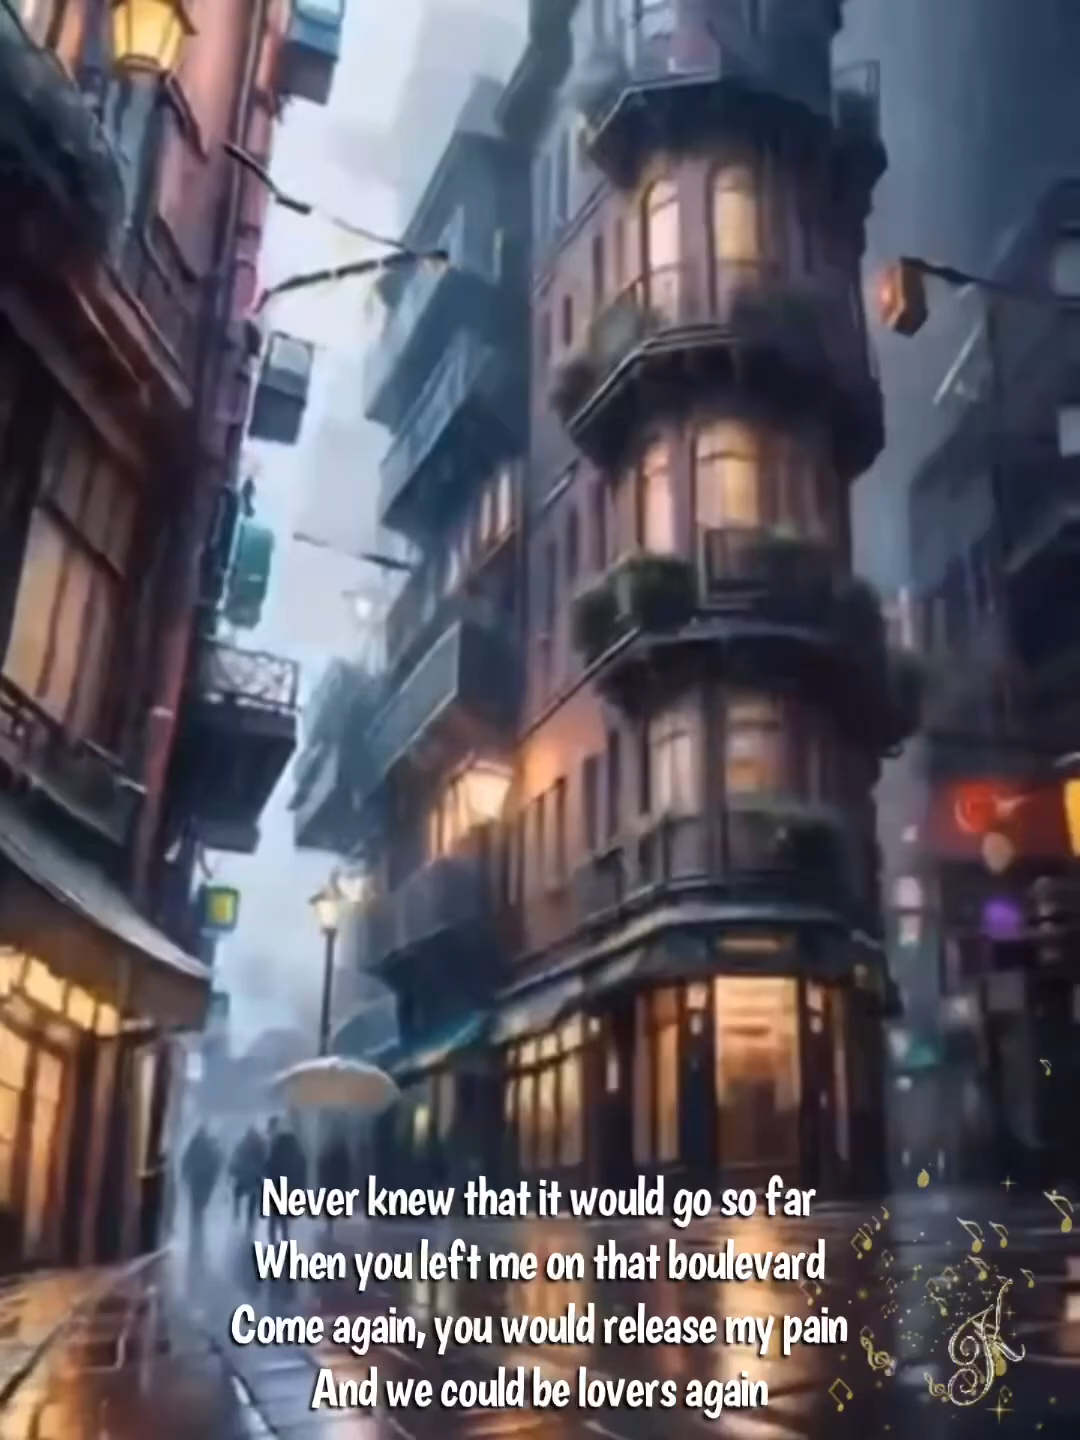 Never knew that it would go so far
When you left me on that boulevard
Come again, you would release my pain
And we could be lovers again